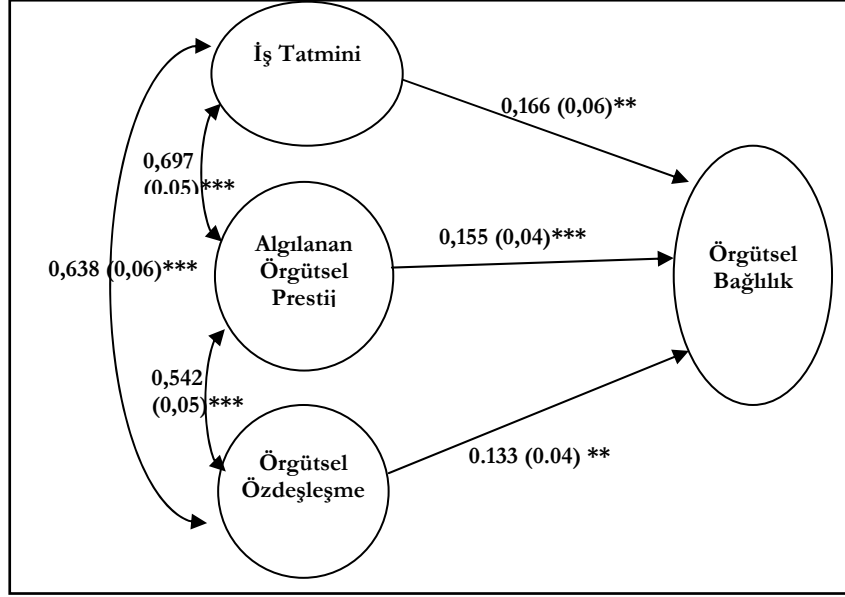 İş Tatmini
0,166 (0,06)**
0,697
(0.05)***
Algılanan
Örgütsel
Prestij
0,155 (0,04)***
Örgütsel
Bağlılık
0,638 (0,06)***
0,542
(0,05)***
Örgütsel
Özdeşleşme
0.133 (0.04) **